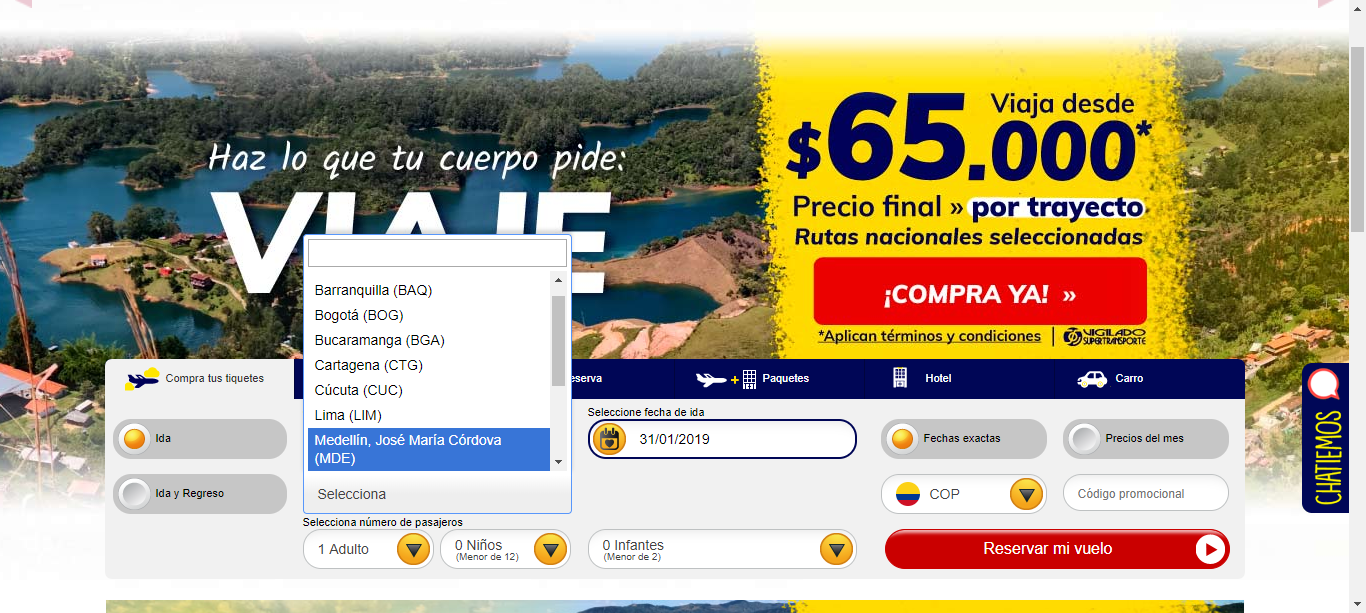 Haz lo que tu cuerpo pide:
VIAJE
Viaja desde
$65.000*
Precio final » por trayecto
Rutas nacionales seleccionadas
¡COMPRA YA! »
*Aplican términos y condiciones
VIGILADO
SUPERTRANSPORTE
Barranquilla (BAQ)
Bogotá (BOG)
Bucaramanga (BGA)
Cartagena (CTG)
Cúcuta (CUC)
Lima (LIM)
Medellín, José María Córdova
(MDE)
Selecciona
Compra tus tiquetes
Paquetes
Hotel
Carro
Ida
Ida y Regreso
Seleccione fecha de ida
31/01/2019
Fechas exactas
Precios del mes
COP
Código promocional
Selecciona número de pasajeros
1 Adulto
0 Niños
(Menor de 12)
0 Infantes
(Menor de 2)
Reservar mi vuelo
CHATIEMOS